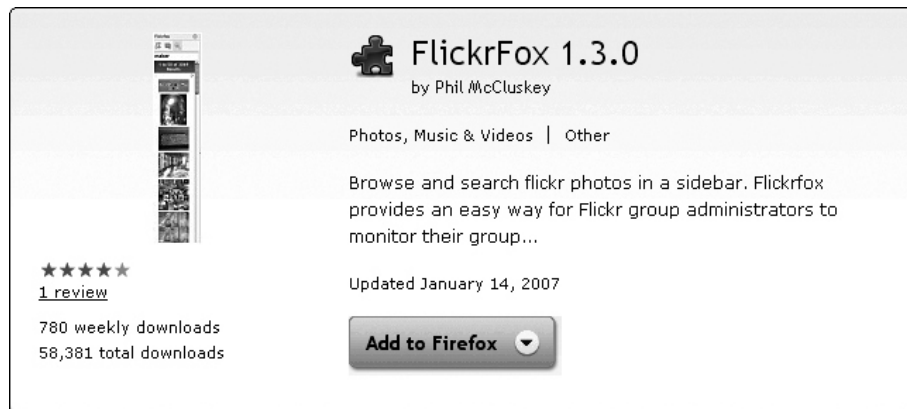 FlickrFox 1.3.0
by Phil McCluskey
Photos, Music & Videos | Other
Browse and search flickr photos in a sidebar. Flickrfox
provides an easy way for Flickr group administrators to
monitor their group...
Updated January 14, 2007
Add to Firefox
1 review
780 weekly downloads
58,381 total downloads